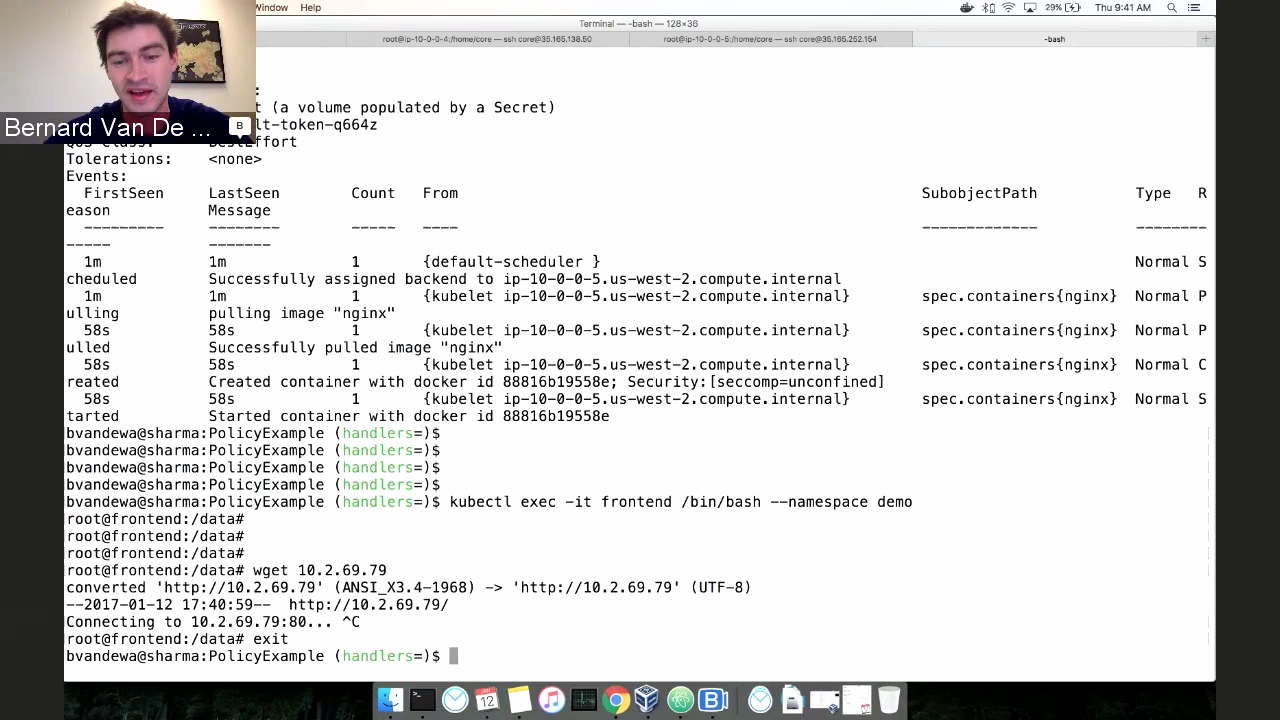 Window Help 29% Thu 9:41 AM
Terminal — -bash — 128×36
root@ip-10-0-0-4:/home/core — ssh core@35.165.138.50 root@ip-10-0-0-5:/home/core — ssh core@35.165.252.154 -bash +
:
t (a volume populated by a Secret)
lt-token-q664z
Bernard Van De ... B
QoS Class: BestEffort
Tolerations: <none>
Events:
FirstSeen LastSeen Count From SubobjectPath Type R
eason Message
--------- -------- ----- ---- ------------- --------
----- -------
1m 1m 1 {default-scheduler } Normal S
cheduled Successfully assigned backend to ip-10-0-0-5.us-west-2.compute.internal
1m 1m 1 {kubelet ip-10-0-0-5.us-west-2.compute.internal} spec.containers{nginx} Normal P
ulling pulling image "nginx"
58s 58s 1 {kubelet ip-10-0-0-5.us-west-2.compute.internal} spec.containers{nginx} Normal P
ulled Successfully pulled image "nginx"
58s 58s 1 {kubelet ip-10-0-0-5.us-west-2.compute.internal} spec.containers{nginx} Normal C
reated Created container with docker id 88816b19558e; Security:[seccomp=unconfined]
58s 58s 1 {kubelet ip-10-0-0-5.us-west-2.compute.internal} spec.containers{nginx} Normal S
tarted Started container with docker id 88816b19558e
bvandewa@sharma:PolicyExample (handlers=)$
bvandewa@sharma:PolicyExample (handlers=)$
bvandewa@sharma:PolicyExample (handlers=)$
bvandewa@sharma:PolicyExample (handlers=)$
bvandewa@sharma:PolicyExample (handlers=)$ kubectl exec -it frontend /bin/bash --namespace demo
root@frontend:/data#
root@frontend:/data#
root@frontend:/data#
root@frontend:/data# wget 10.2.69.79
converted 'http://10.2.69.79' (ANSI_X3.4-1968) -> 'http://10.2.69.79' (UTF-8)
--2017-01-12 17:40:59-- http://10.2.69.79/
Connecting to 10.2.69.79:80... ^C
root@frontend:/data# exit
bvandewa@sharma:PolicyExample (handlers=)$
12
B